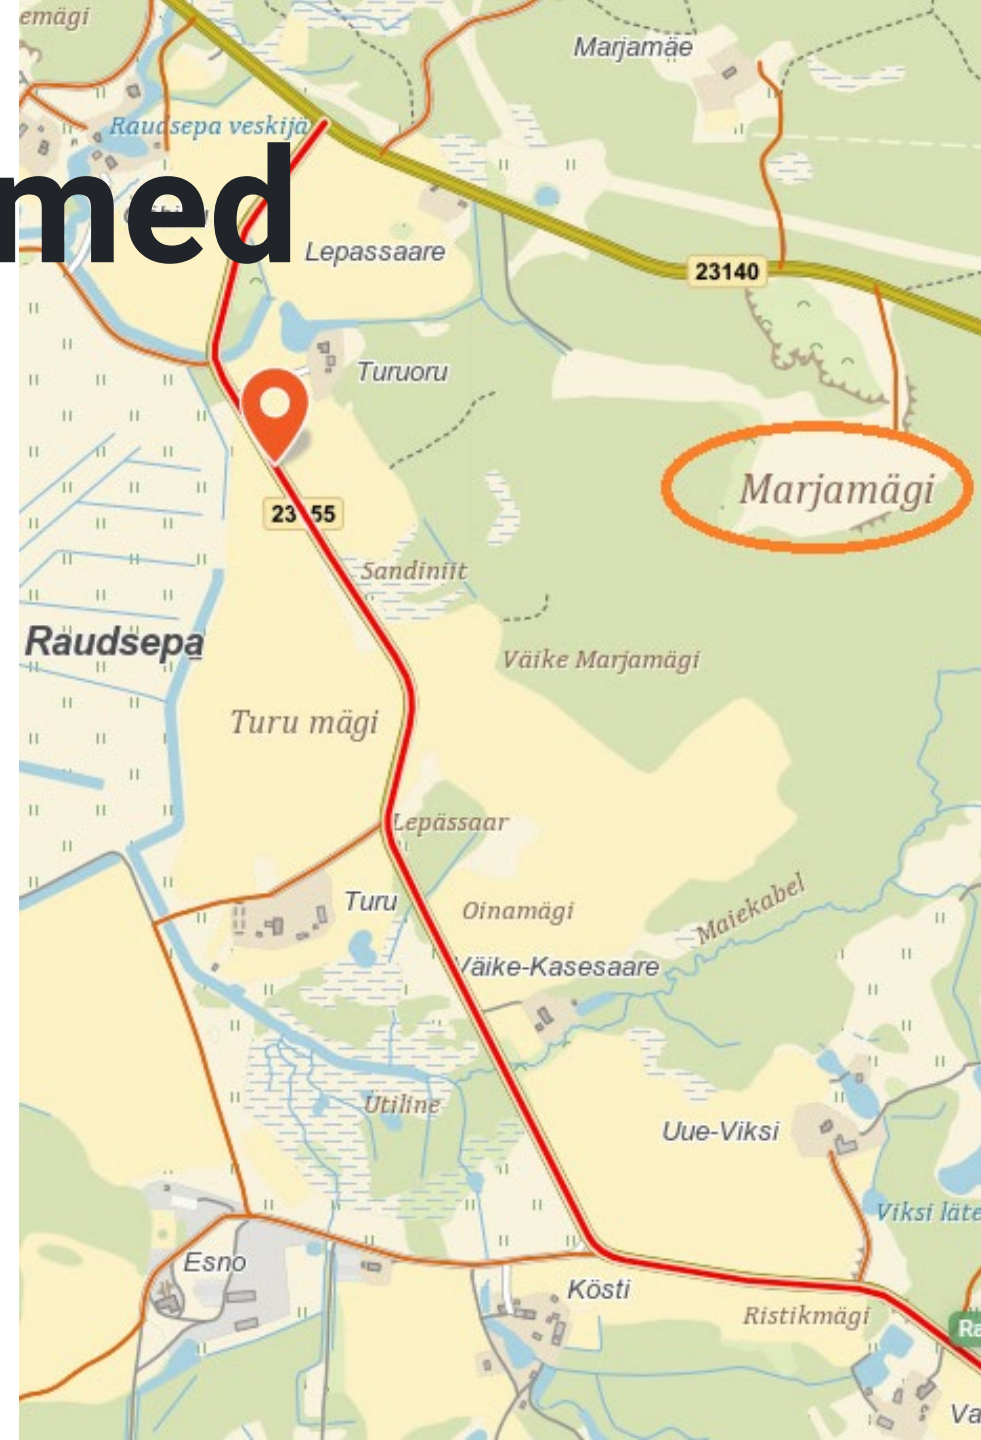 emägi
Marjamäe
Raudsepa veskijä
med
Lepassaare
23140
Turuoru
Marjamägi
Sandiniit
Raudsepa
Väike Marjamägi
Turu mägi
Lepässaar
Turu
Oinamägi
Maiekabel
Väike-Kasesaare
Utiline
Uue-Viksi
Viksi läte
Esno
Kösti
Ristikmägi
Ra
Va